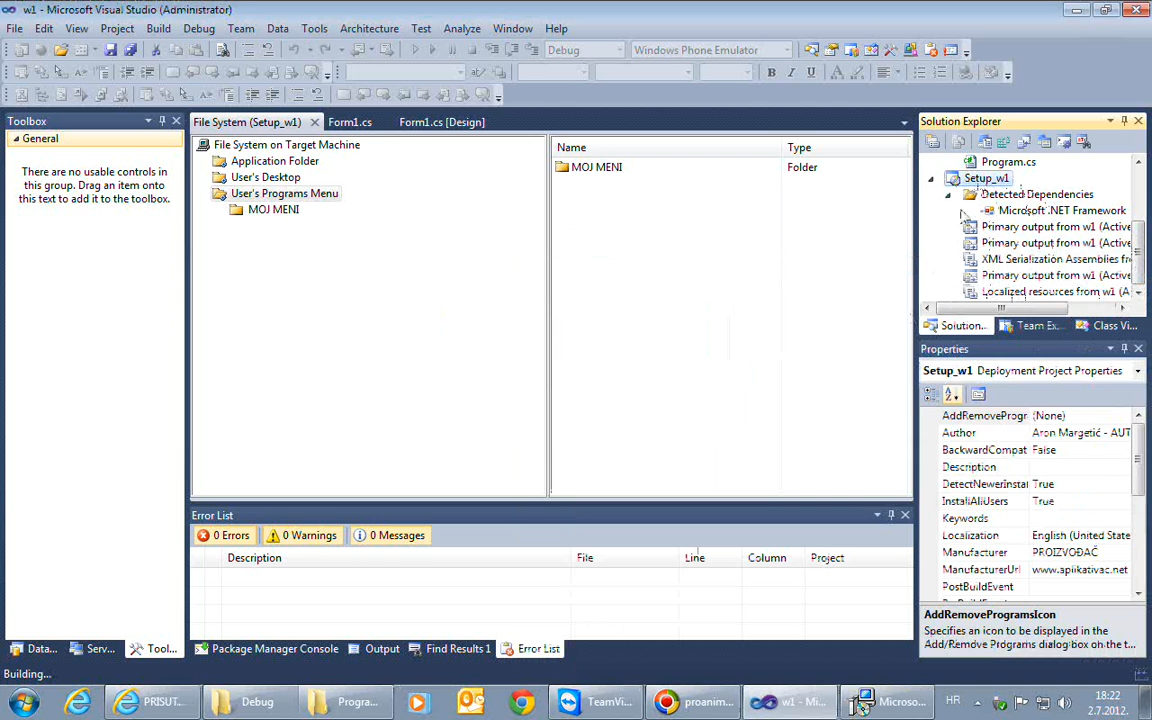 w1 - Microsoft Visual Studio (Administrator)
File Edit View Project Build Debug Team Data Tools Architecture Test Analyze Window Help
Debug Windows Phone Emulator
Toolbox
General
There are no usable controls in
this group. Drag an item onto
this text to add it to the toolbox.
File System (Setup_w1) Form1.cs Form1.cs [Design]
File System on Target Machine
Application Folder
User's Desktop
User's Programs Menu
MOJ MENI
Name Type
MOJ MENI Folder
Solution Explorer
Program.cs
Setup_w1
Detected Dependencies
Microsoft .NET Framework
Primary output from w1 (Active
Primary output from w1 (Active
XML Serialization Assemblies fr
Primary output from w1 (Active
Localized resources from w1 (A
Solution... Team Ex... Class Vi...
Properties
Setup_w1 Deployment Project Properties
AddRemoveProgr (None)
Author Aron Margetić - AUT
BackwardCompat False
Description
DetectNewerInstal True
InstallAllUsers True
Keywords
Localization English (United State
Manufacturer PROIZVOĐAČ
ManufacturerUrl www.aplikativac.net
PostBuildEvent
AddRemoveProgramsIcon
Specifies an icon to be displayed in the
Add/Remove Programs dialog box on the t...
Error List
0 Errors 0 Warnings 0 Messages
Description File Line Column Project
Data... Serv... Tool... Package Manager Console Output Find Results 1 Error List
Building...
PRISUT... Debug Progra... TeamVi... proanim... w1 - Mi... Microso... HR 18:22
2.7.2012.